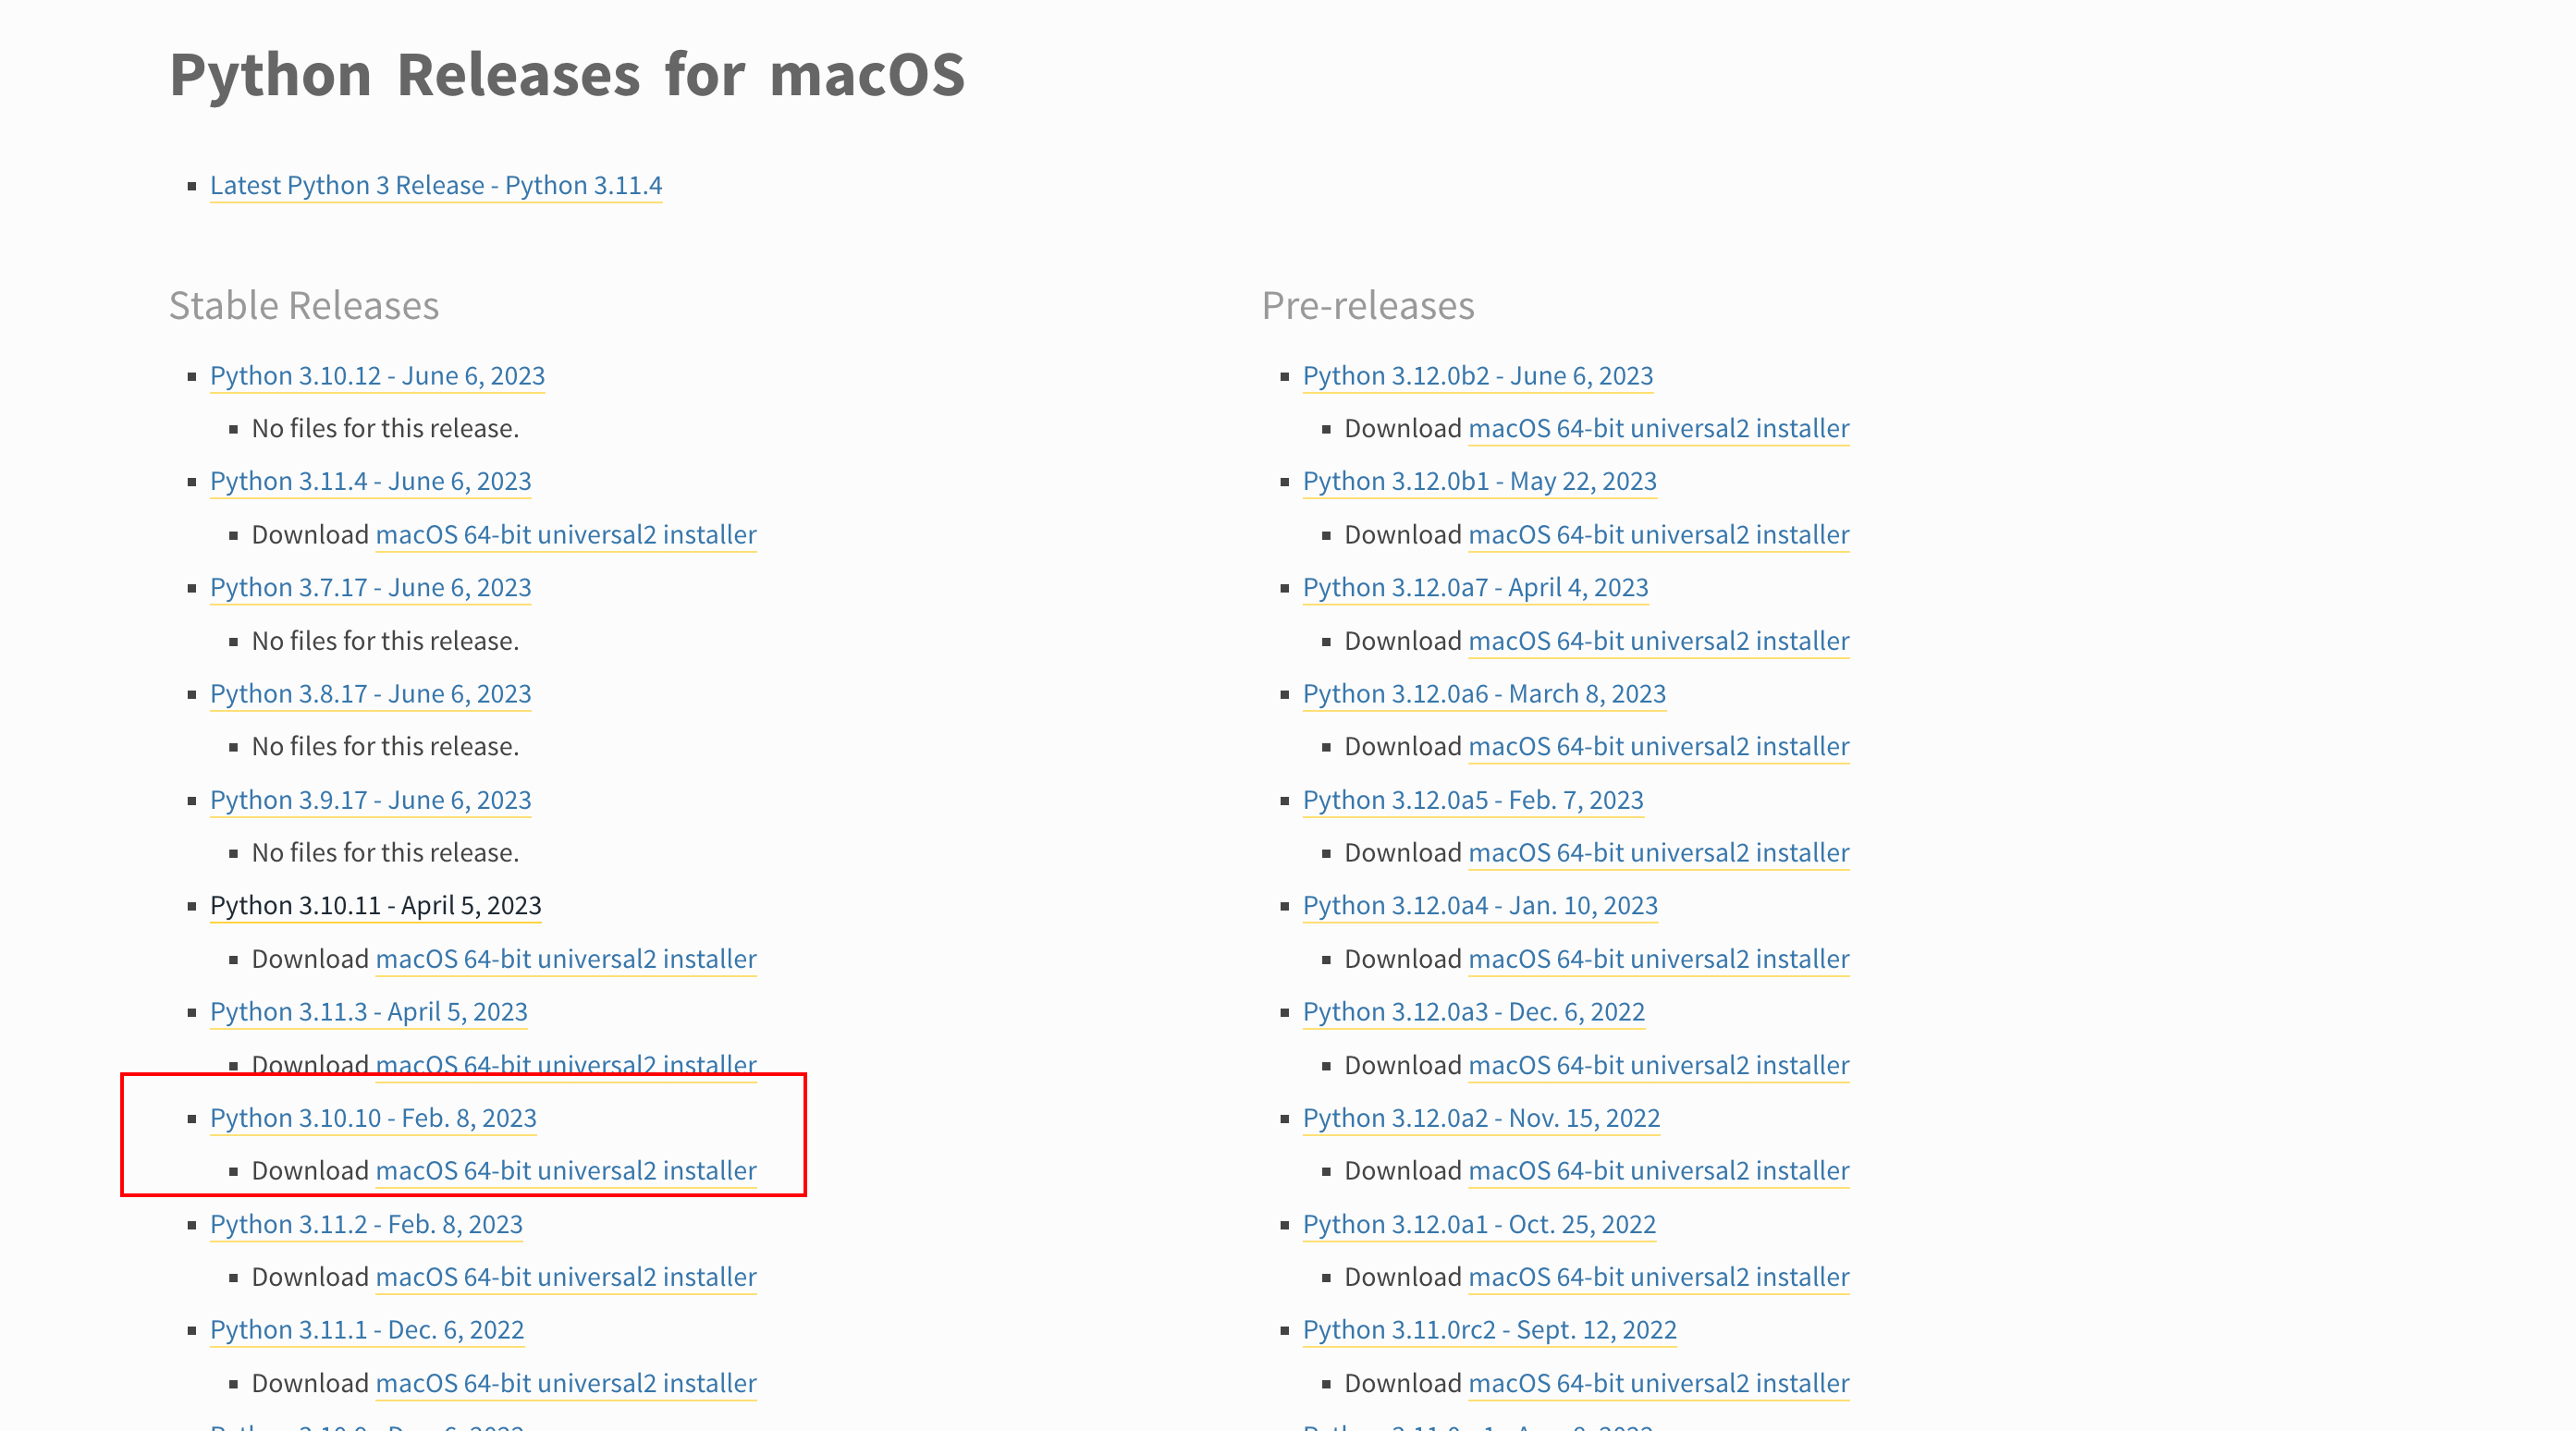 Python Releases for macOS
Latest Python 3 Release - Python 3.11.4
Stable Releases
Python 3.10.12 - June 6, 2023
No files for this release.
Python 3.11.4 - June 6, 2023
Download macOS 64-bit universal2 installer
Python 3.7.17 - June 6, 2023
No files for this release.
Python 3.8.17 - June 6, 2023
No files for this release.
Python 3.9.17 - June 6, 2023
No files for this release.
Python 3.10.11 - April 5, 2023
Download macOS 64-bit universal2 installer
Python 3.11.3 - April 5, 2023
Download macOS 64-bit universal2 installer
Python 3.10.10 - Feb. 8, 2023
Download macOS 64-bit universal2 installer
Python 3.11.2 - Feb. 8, 2023
Download macOS 64-bit universal2 installer
Python 3.11.1 - Dec. 6, 2022
Download macOS 64-bit universal2 installer
Pre-releases
Python 3.12.0b2 - June 6, 2023
Download macOS 64-bit universal2 installer
Python 3.12.0b1 - May 22, 2023
Download macOS 64-bit universal2 installer
Python 3.12.0a7 - April 4, 2023
Download macOS 64-bit universal2 installer
Python 3.12.0a6 - March 8, 2023
Download macOS 64-bit universal2 installer
Python 3.12.0a5 - Feb. 7, 2023
Download macOS 64-bit universal2 installer
Python 3.12.0a4 - Jan. 10, 2023
Download macOS 64-bit universal2 installer
Python 3.12.0a3 - Dec. 6, 2022
Download macOS 64-bit universal2 installer
Python 3.12.0a2 - Nov. 15, 2022
Download macOS 64-bit universal2 installer
Python 3.12.0a1 - Oct. 25, 2022
Download macOS 64-bit universal2 installer
Python 3.11.0rc2 - Sept. 12, 2022
Download macOS 64-bit universal2 installer